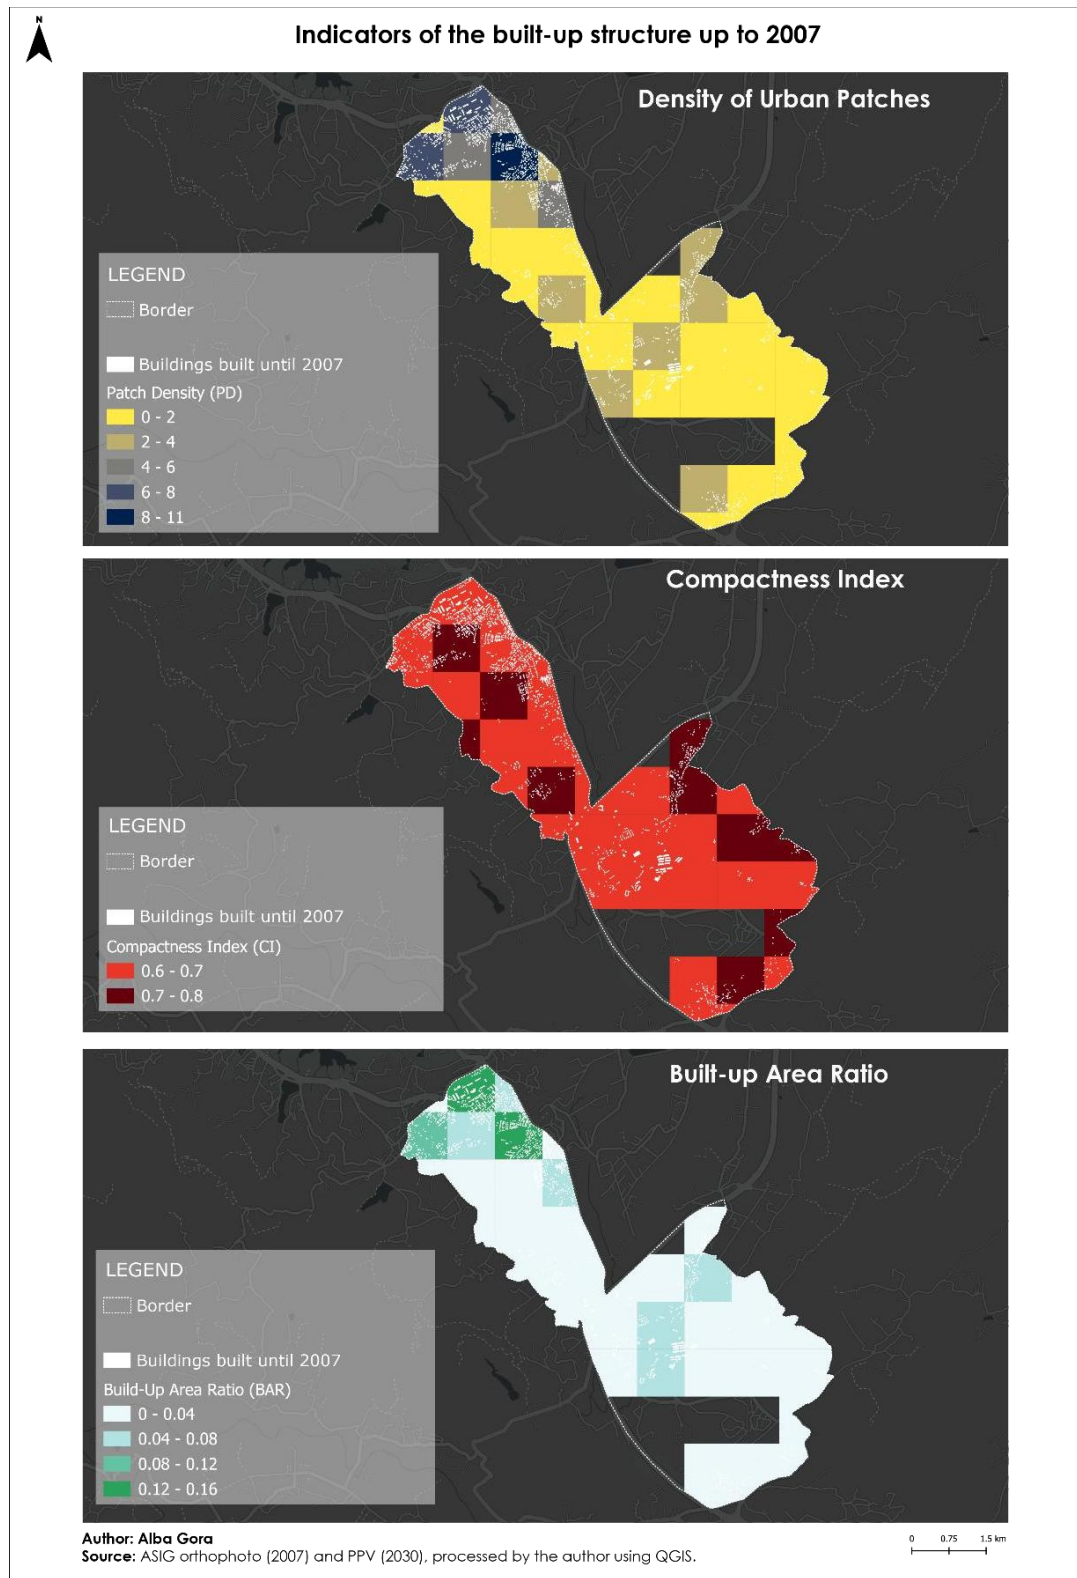 N
Indicators of the built-up structure up to 2007
Density of Urban Patches
LEGEND
Border
Buildings built until 2007
Patch Density (PD)
0 - 2
2 - 4
4 - 6
6 - 8
8 - 11
Compactness Index
LEGEND
Border
Buildings built until 2007
Compactness Index (CI)
0.6 - 0.7
0.7 - 0.8
Built-up Area Ratio
LEGEND
Border
Buildings built until 2007
Build-Up Area Ratio (BAR)
0 - 0.04
0.04 - 0.08
0.08 - 0.12
0.12 - 0.16
Author: Alba Gora
Source: ASIG orthophoto (2007) and PPV (2030), processed by the author using QGIS.
0 0.75 1.5 km